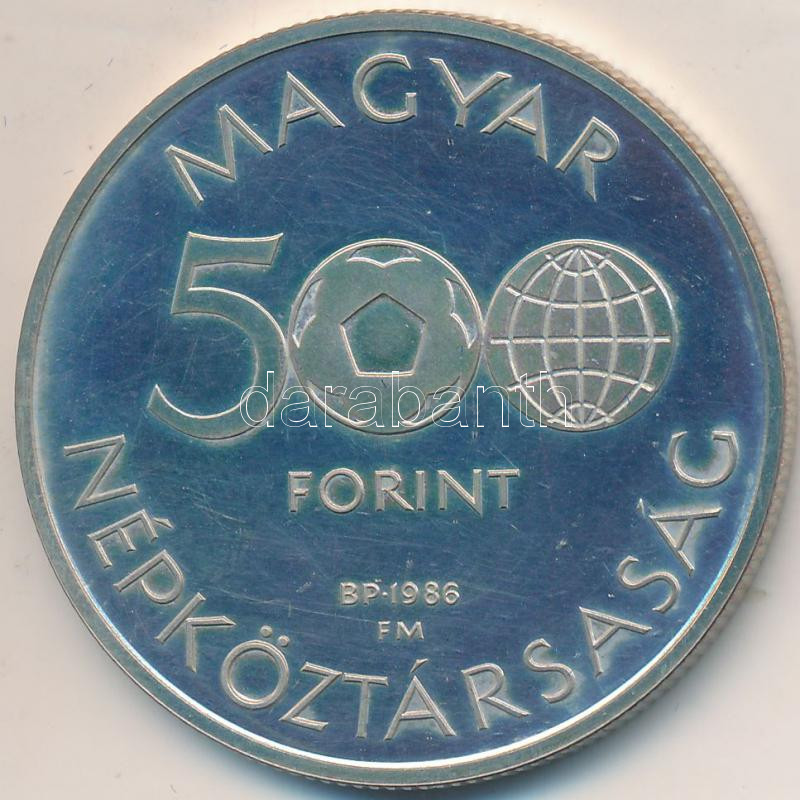 MAGYAR
500
darabanth
FORINT
BP·1986
FM
NÉPKÖZTÁRSASÁG